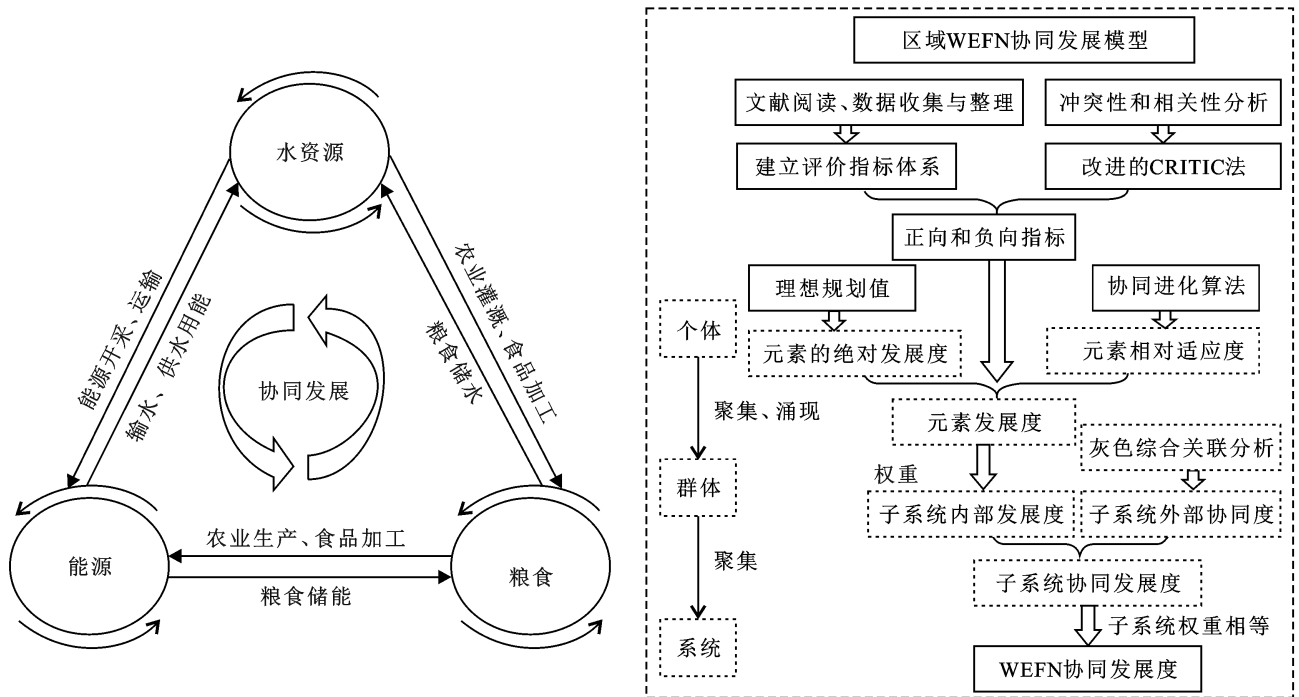 水资源
能源开采、运输
输水、供水用能
农业灌溉、食品加工
粮食储水
协同发展
能源
农业生产、食品加工
粮食储能
粮食
区域WEFN协同发展模型
文献阅读、数据收集与整理
冲突性和相关性分析
建立评价指标体系
改进的CRITIC法
正向和负向指标
理想规划值
协同进化算法
个体
元素的绝对发展度
元素相对适应度
聚集、涌现
元素发展度
灰色综合关联分析
权重
群体
子系统内部发展度
子系统外部协同度
聚集
子系统协同发展度
子系统权重相等
系统
WEFN协同发展度